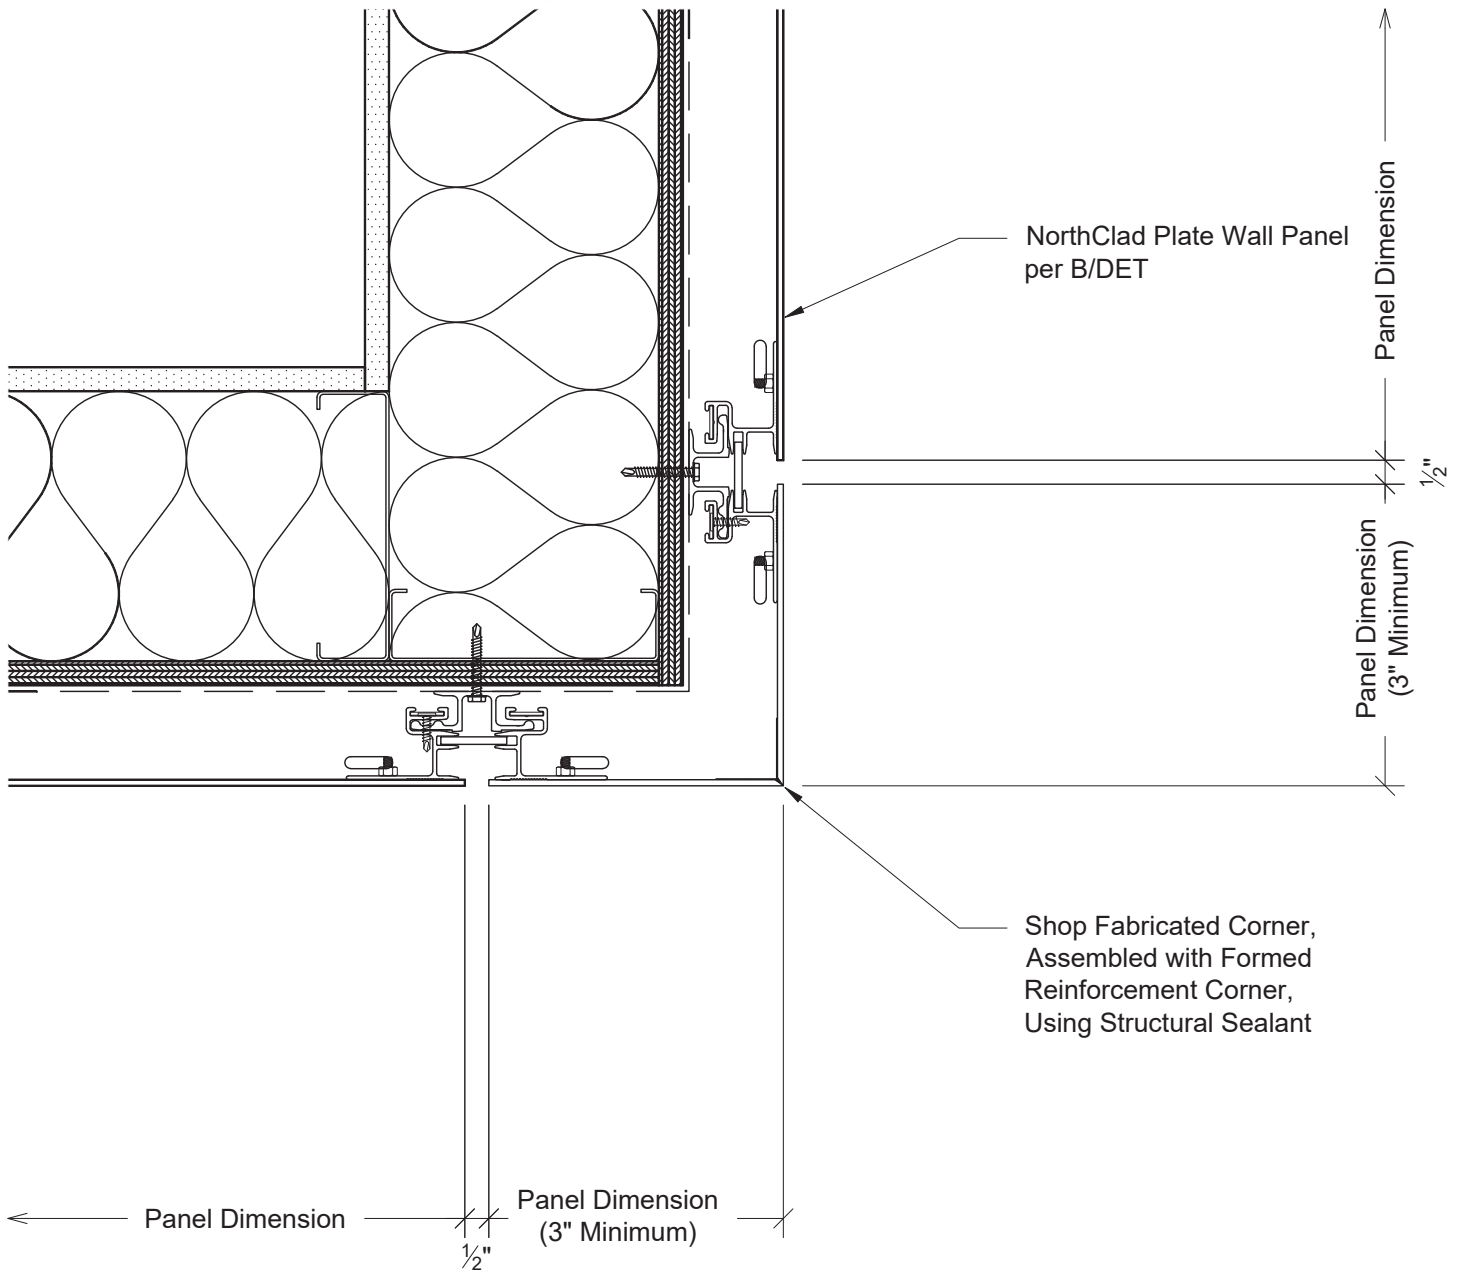 NorthClad Plate Wall Panel
per B/DET
Panel Dimension
½"
Panel Dimension
(3" Minimum)
Shop Fabricated Corner,
Assembled with Formed
Reinforcement Corner,
Using Structural Sealant
Panel Dimension
½"
Panel Dimension
(3" Minimum)